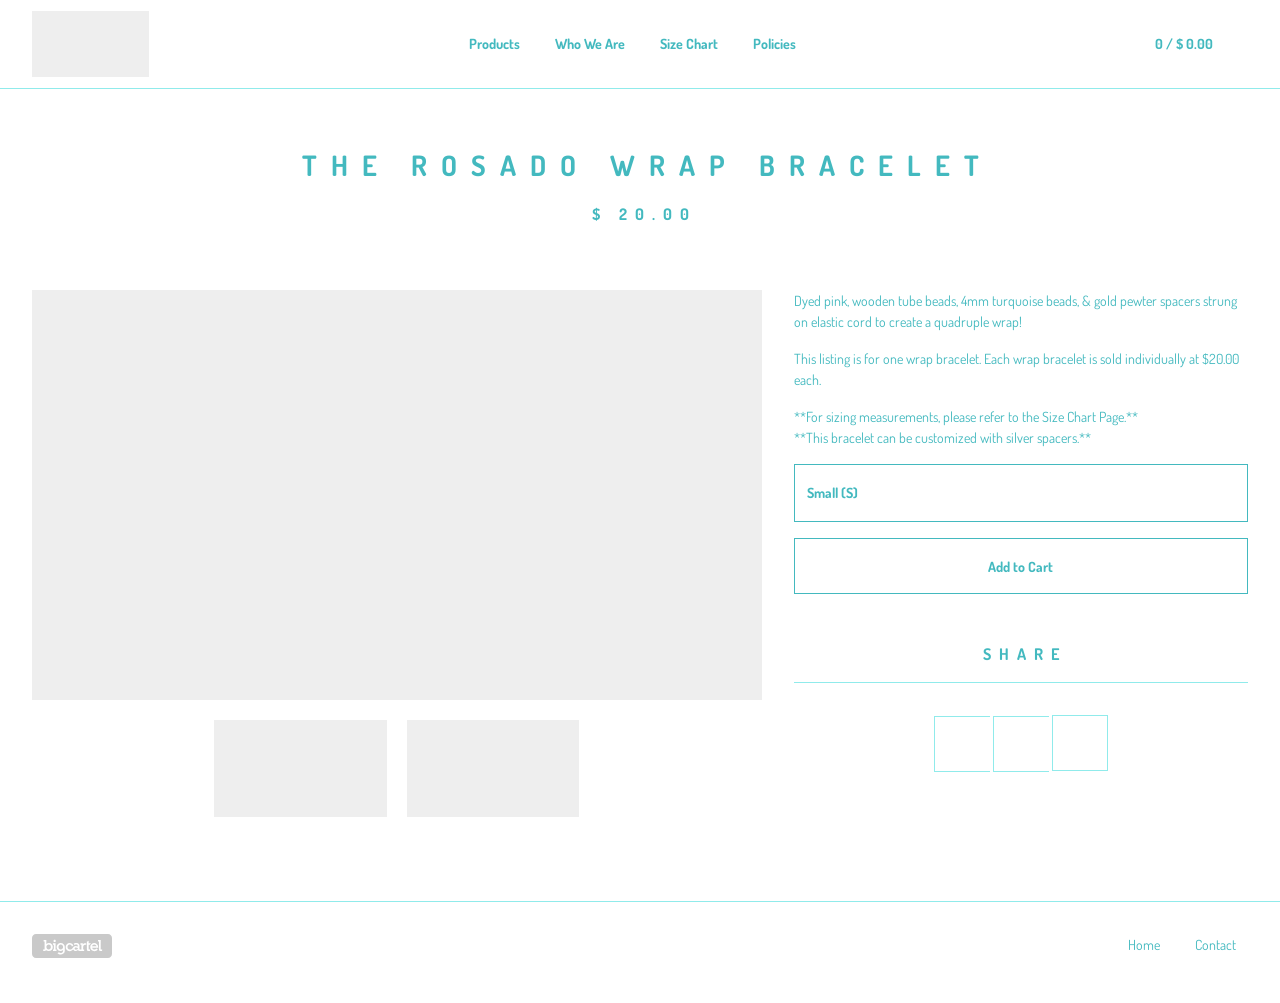 Products
Who We Are
Size Chart
Policies
0 / $ 0.00
THE ROSADO WRAP BRACELET
$ 20.00
Dyed pink, wooden tube beads, 4mm turquoise beads, & gold pewter spacers strung
on elastic cord to create a quadruple wrap!
This listing is for one wrap bracelet. Each wrap bracelet is sold individually at $20.00
each.
**For sizing measurements, please refer to the Size Chart Page.**
**This bracelet can be customized with silver spacers.**
Small (S)
Add to Cart
SHARE
bigcartel
Home
Contact